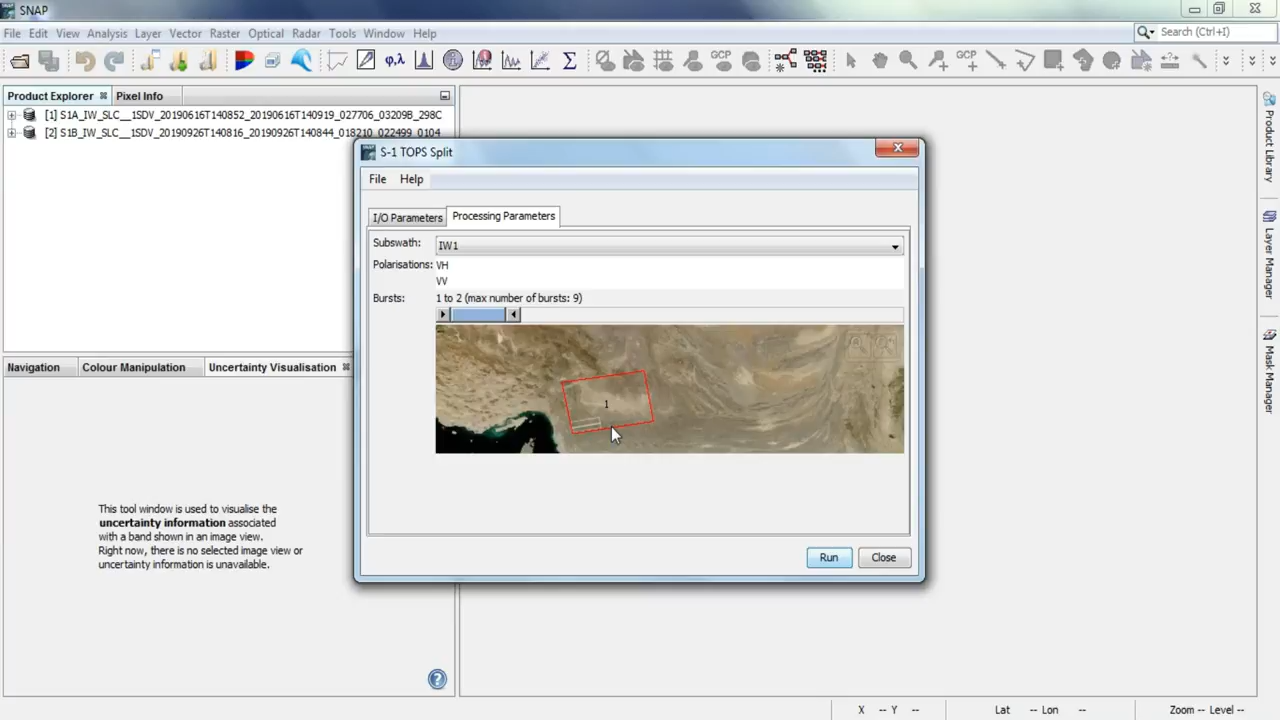 SNAP
File Edit View Analysis Layer Vector Raster Optical Radar Tools Window Help
Search (Ctrl+I)
φ,λ GCP Σ GCP GCP
Product Explorer Pixel Info
[1] S1A_IW_SLC__1SDV_20190616T140852_20190616T140919_027706_03209B_298C
[2] S1B_IW_SLC__1SDV_20190926T140816_20190926T140844_018210_022499_0104
S-1 TOPS Split
File Help
I/O Parameters Processing Parameters
Subswath: IW1
Polarisations: VH
VV
Bursts: 1 to 2 (max number of bursts: 9)
1
Run Close
Navigation Colour Manipulation Uncertainty Visualisation
This tool window is used to visualise the
uncertainty information associated
with a band shown in an image view.
Right now, there is no selected image view or
uncertainty information is unavailable.
Product Library
Layer Manager
Mask Manager
X -- Y -- Lat -- Lon -- Zoom -- Level --